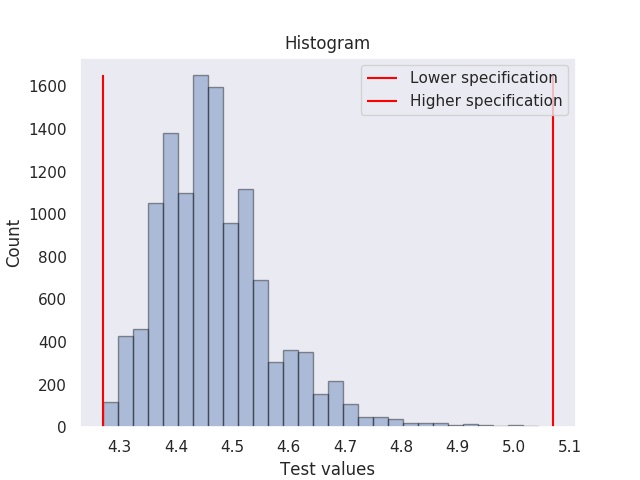 Histogram
Lower specification
Higher specification
1600
1400
1200
1000
800
600
400
200
0
Count
4.3 4.4 4.5 4.6 4.7 4.8 4.9 5.0 5.1
Test values